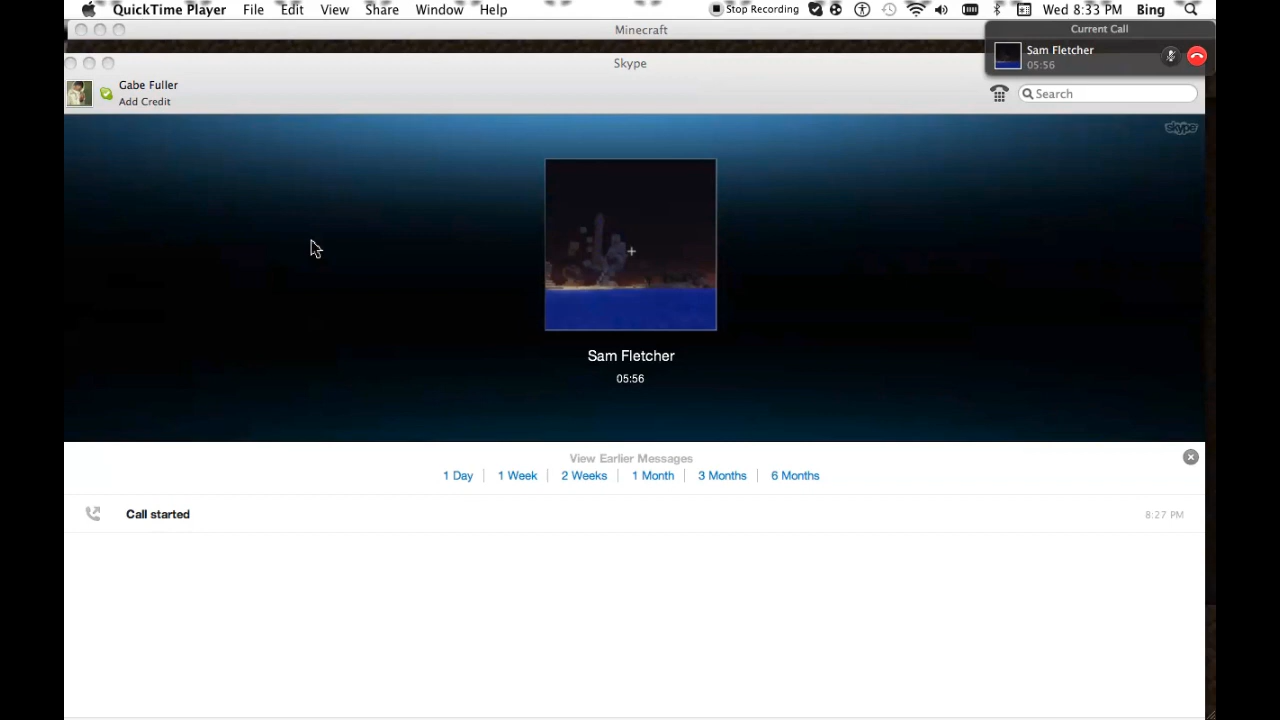 QuickTime Player File Edit View Share Window Help Stop Recording Wed 8:33 PM Bing
Minecraft
Current Call
Sam Fletcher
05:56
Skype
Gabe Fuller
Add Credit
Search
skype
Sam Fletcher
05:56
View Earlier Messages
1 Day 1 Week 2 Weeks 1 Month 3 Months 6 Months
Call started 8:27 PM